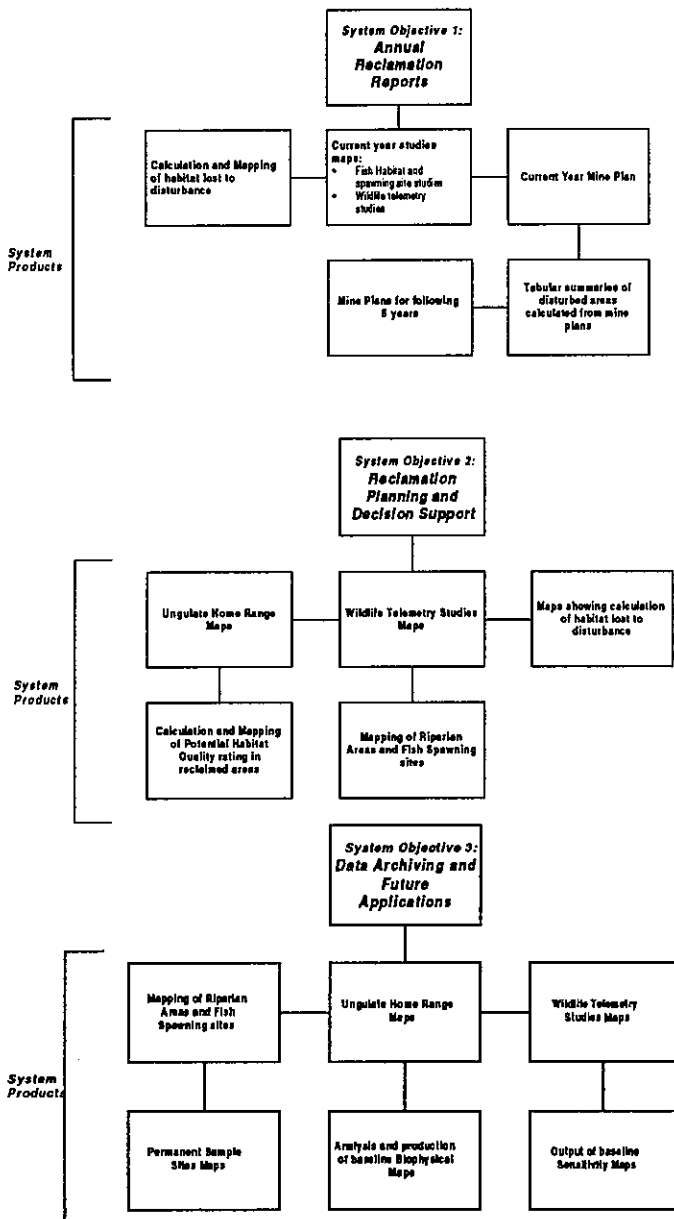 System Objective 1:
Annual
Reclamation
Reports
Calculation and Mapping
of habitat lost to
disturbance
Current year studies
maps:
• Fish Habitat and
spawning site studies
• Wildlife telemetry
studies
Current Year Mine Plan
System
Products
Mine Plans for following
5 years
Tabular summaries of
disturbed areas
calculated from mine
plans
System Objective 2:
Reclamation
Planning and
Decision Support
Ungulate Home Range
Maps
Wildlife Telemetry Studies
Maps
Maps showing calculation
of habitat lost to
disturbance
System
Products
Calculation and Mapping
of Potential Habitat
Quality rating in
reclaimed areas
Mapping of Riparian
Areas and Fish Spawning
sites
System Objective 3:
Data Archiving and
Future
Applications
Mapping of Riparian
Areas and Fish
Spawning sites
Ungulate Home Range
Maps
Wildlife Telemetry
Studies Maps
System
Products
Permanent Sample
Sites Maps
Analysis and production
of baseline Biophysical
Maps
Output of baseline
Sensitivity Maps